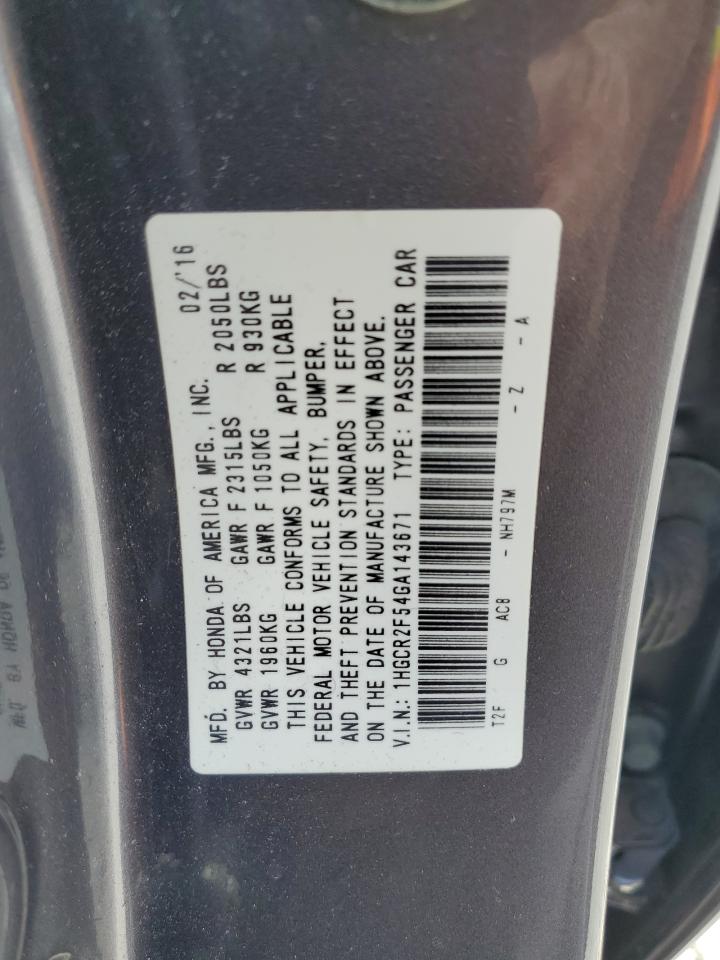 MFD. BY HONDA OF AMERICA MFG., INC. 02/'16
GVWR 4321LBS GAWR F 2315LBS R 2050LBS
GVWR 1960KG GAWR F 1050KG R 930KG
THIS VEHICLE CONFORMS TO ALL APPLICABLE
FEDERAL MOTOR VEHICLE SAFETY, BUMPER,
AND THEFT PREVENTION STANDARDS IN EFFECT
ON THE DATE OF MANUFACTURE SHOWN ABOVE.
V.I.N.: 1HGCR2F54GA143671 TYPE: PASSENGER CAR
T2F G AC8 - NH797M - Z - A